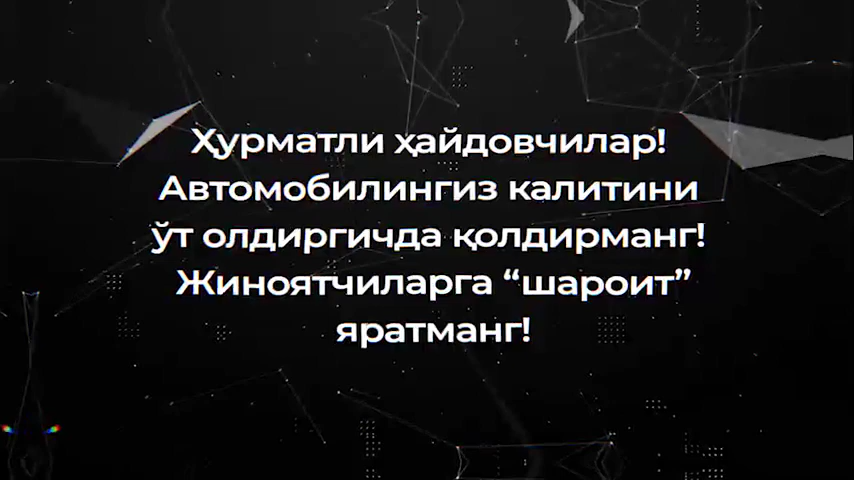 Ҳурматли ҳайдовчилар!
Автомобилингиз калитини
ўт олдиргичда қолдирманг!
Жиноятчиларга “шароит”
яратманг!